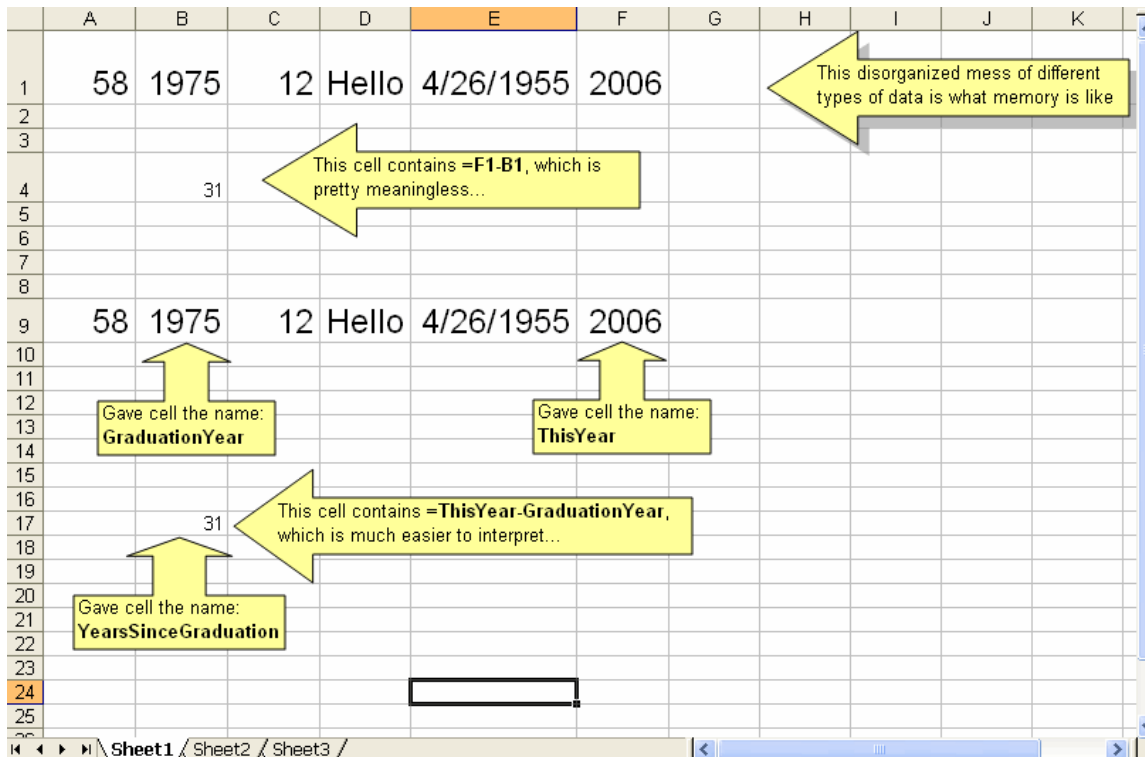 A B C D E F G H I J K
1 58 1975 12 Hello 4/26/1955 2006
This disorganized mess of different
types of data is what memory is like
2
3
This cell contains =F1-B1, which is
pretty meaningless...
4 31
5
6
7
8
9 58 1975 12 Hello 4/26/1955 2006
10
11
12
13
14
Gave cell the name:
GraduationYear
Gave cell the name:
ThisYear
15
16
This cell contains =ThisYear-GraduationYear,
which is much easier to interpret...
17 31
18
19
20
21
22
Gave cell the name:
YearsSinceGraduation
23
24
25
Sheet1 / Sheet2 / Sheet3 /